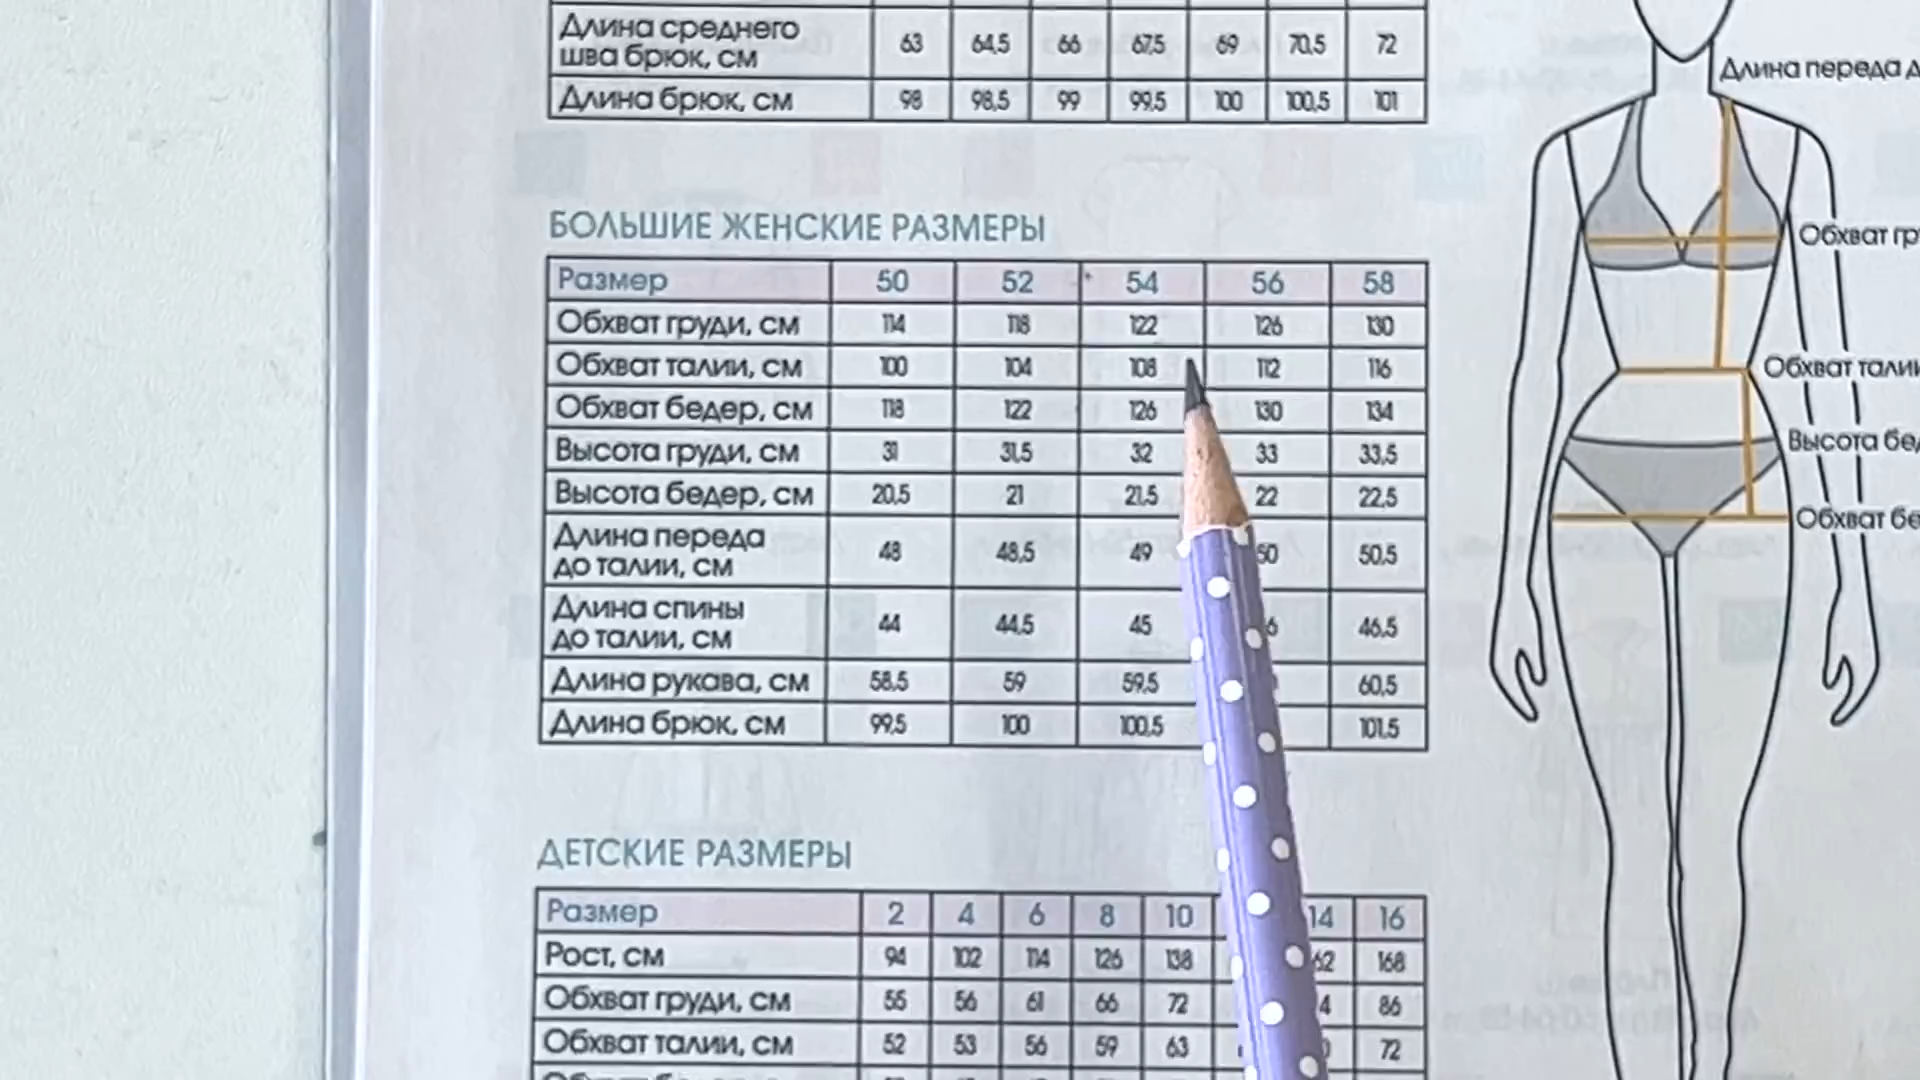 Длина среднего
шва брюк, см 63 64,5 66 67,5 69 70,5 72
Длина брюк, см 98 98,5 99 99,5 100 100,5 101
Длина переда
БОЛЬШИЕ ЖЕНСКИЕ РАЗМЕРЫ
Размер 50 52 54 56 58
Обхват груди, см 114 118 122 126 130
Обхват талии, см 100 104 108 112 116
Обхват бедер, см 118 122 126 130 134
Высота груди, см 31 31,5 32 33 33,5
Высота бедер, см 20,5 21 21,5 22 22,5
Длина переда
до талии, см 48 48,5 49 50 50,5
Длина спины
до талии, см 44 44,5 45 46,5
Длина рукава, см 58,5 59 59,5 60,5
Длина брюк, см 99,5 100 100,5 101,5
Обхват
Обхват талии
Высота
Обхват
ДЕТСКИЕ РАЗМЕРЫ
Размер 2 4 6 8 10 14 16
Рост, см 94 102 114 126 138 168
Обхват груди, см 55 56 61 66 72 86
Обхват талии, см 52 53 56 59 63 72